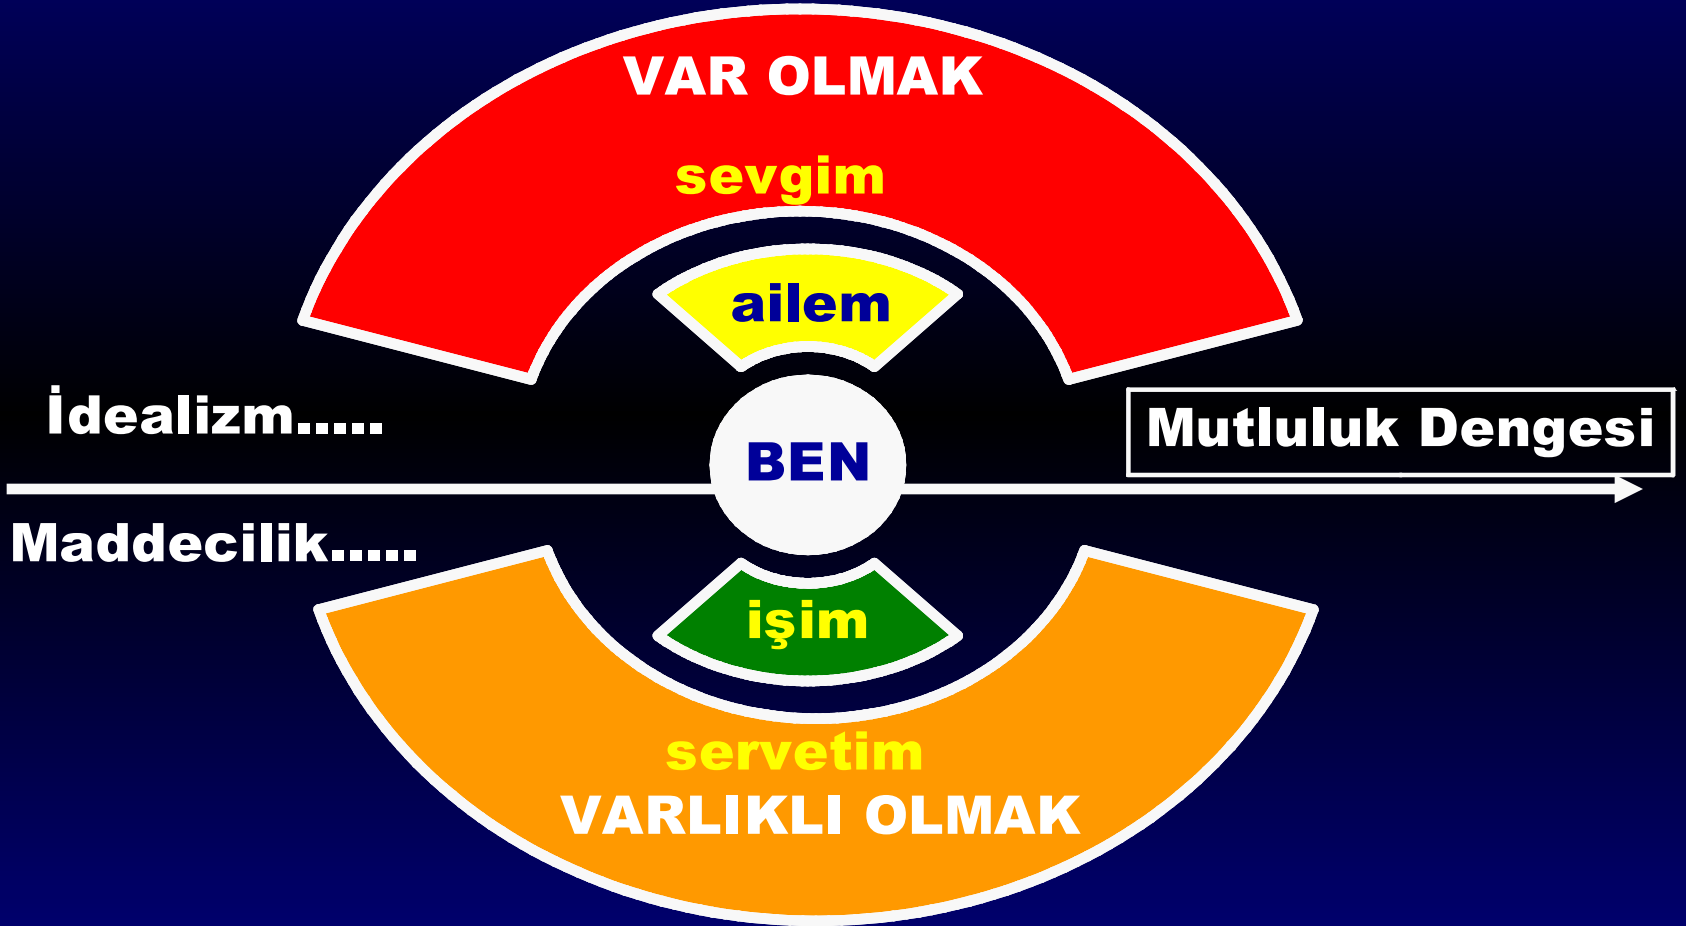 VAR OLMAK
sevgim
ailem
İdealizm.....
Mutluluk Dengesi
BEN
Maddecilik.....
işim
servetim
VARLIKLI OLMAK